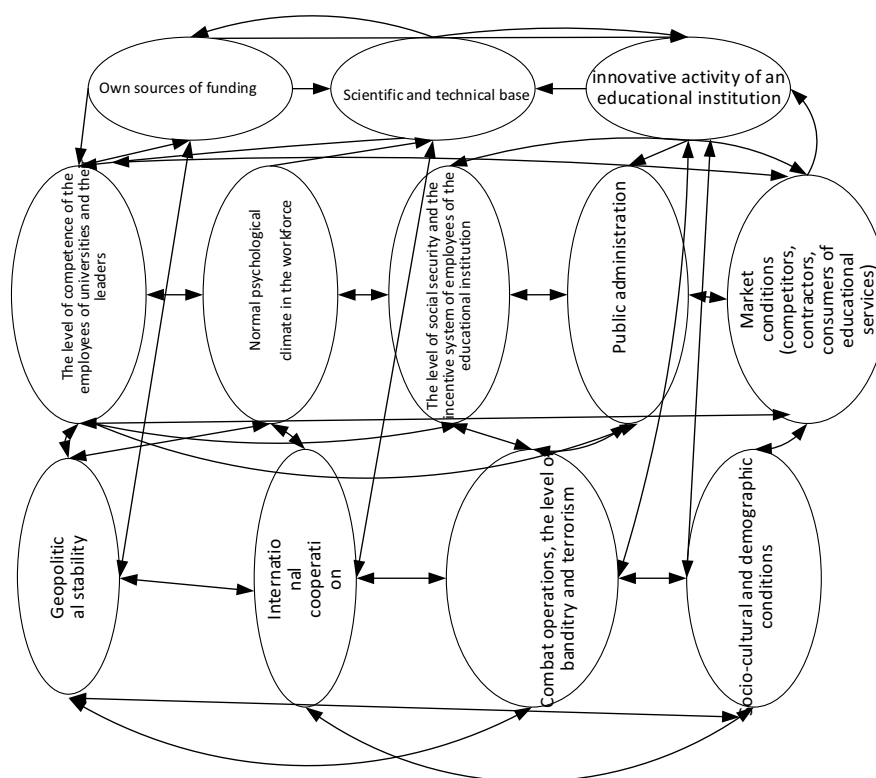 Own sources of funding
Scientific and technical base
innovative activity of an
educational institution
The level of competence of the
employees of universities and the
leaders
Normal psychological
climate in the workforce
The level of social security and the
incentive system of employees of the
educational institution
Public administration
Market
conditions
(competitors,
contractors,
consumers of
educational
services)
Geopolitic
al stability
Internatio
nal
cooperati
on
Combat operations, the level of
banditry and terrorism
Socio-cultural and demographic
conditions